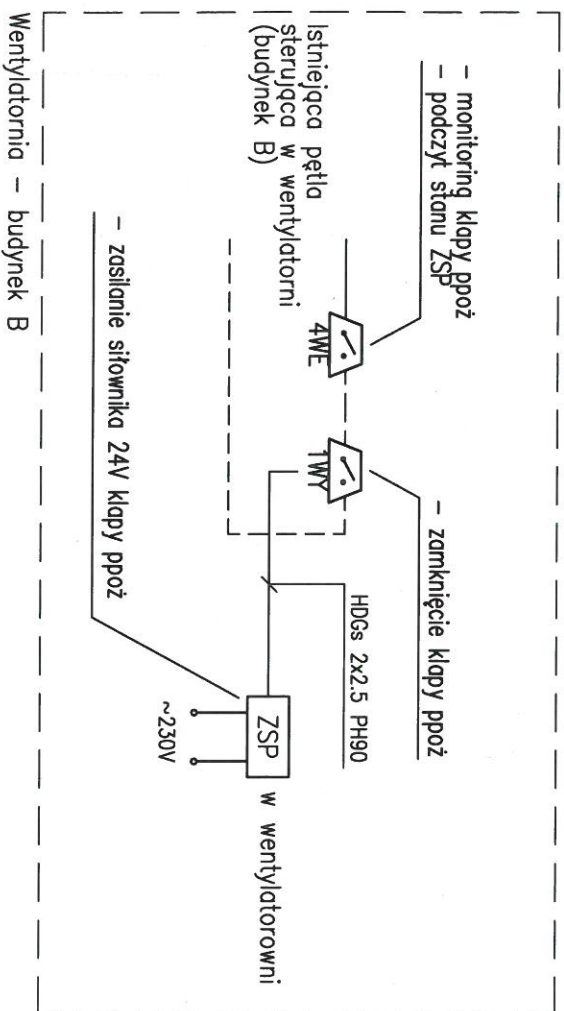 – monitoring klapy ppoż
– podczyt stanu ZSP
– zamknięcie klapy ppoż
4WE
1WY
HDGs 2x2.5 PH90
Istniejąca pętla
sterująca w wentylatorni
(budynek B)
ZSP
w wentylatorowni
~230V
– zasilanie siłownika 24V klapy ppoż
Wentylatornia – budynek B